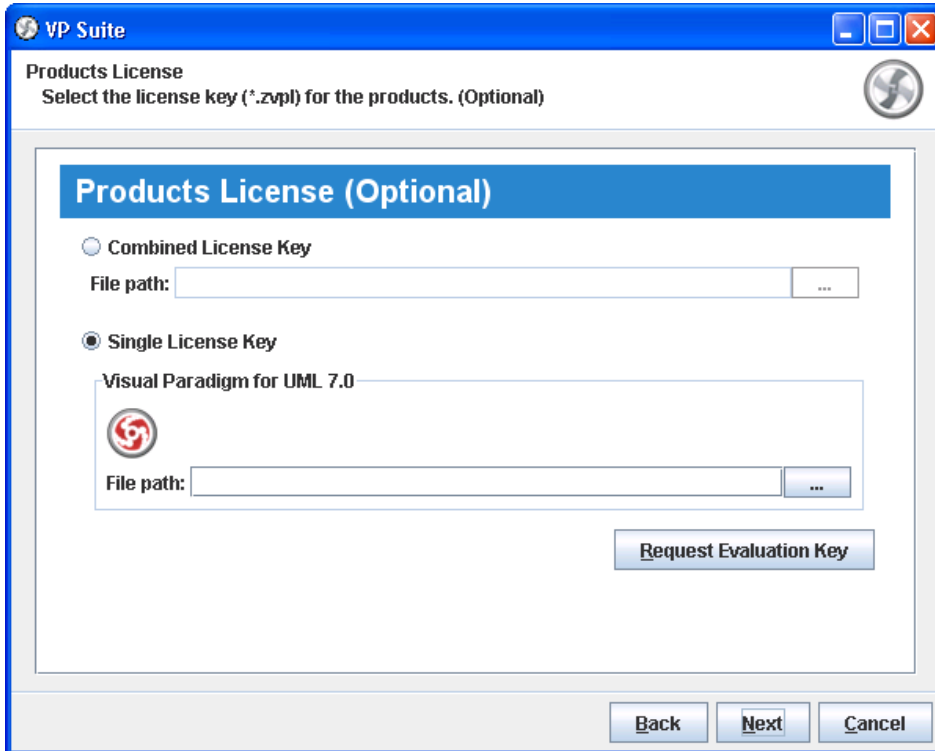 VP Suite
Products License
Select the license key (*.zvpl) for the products. (Optional)
Products License (Optional)
Combined License Key
File path:
...
Single License Key
Visual Paradigm for UML 7.0
File path:
...
Request Evaluation Key
Back Next Cancel